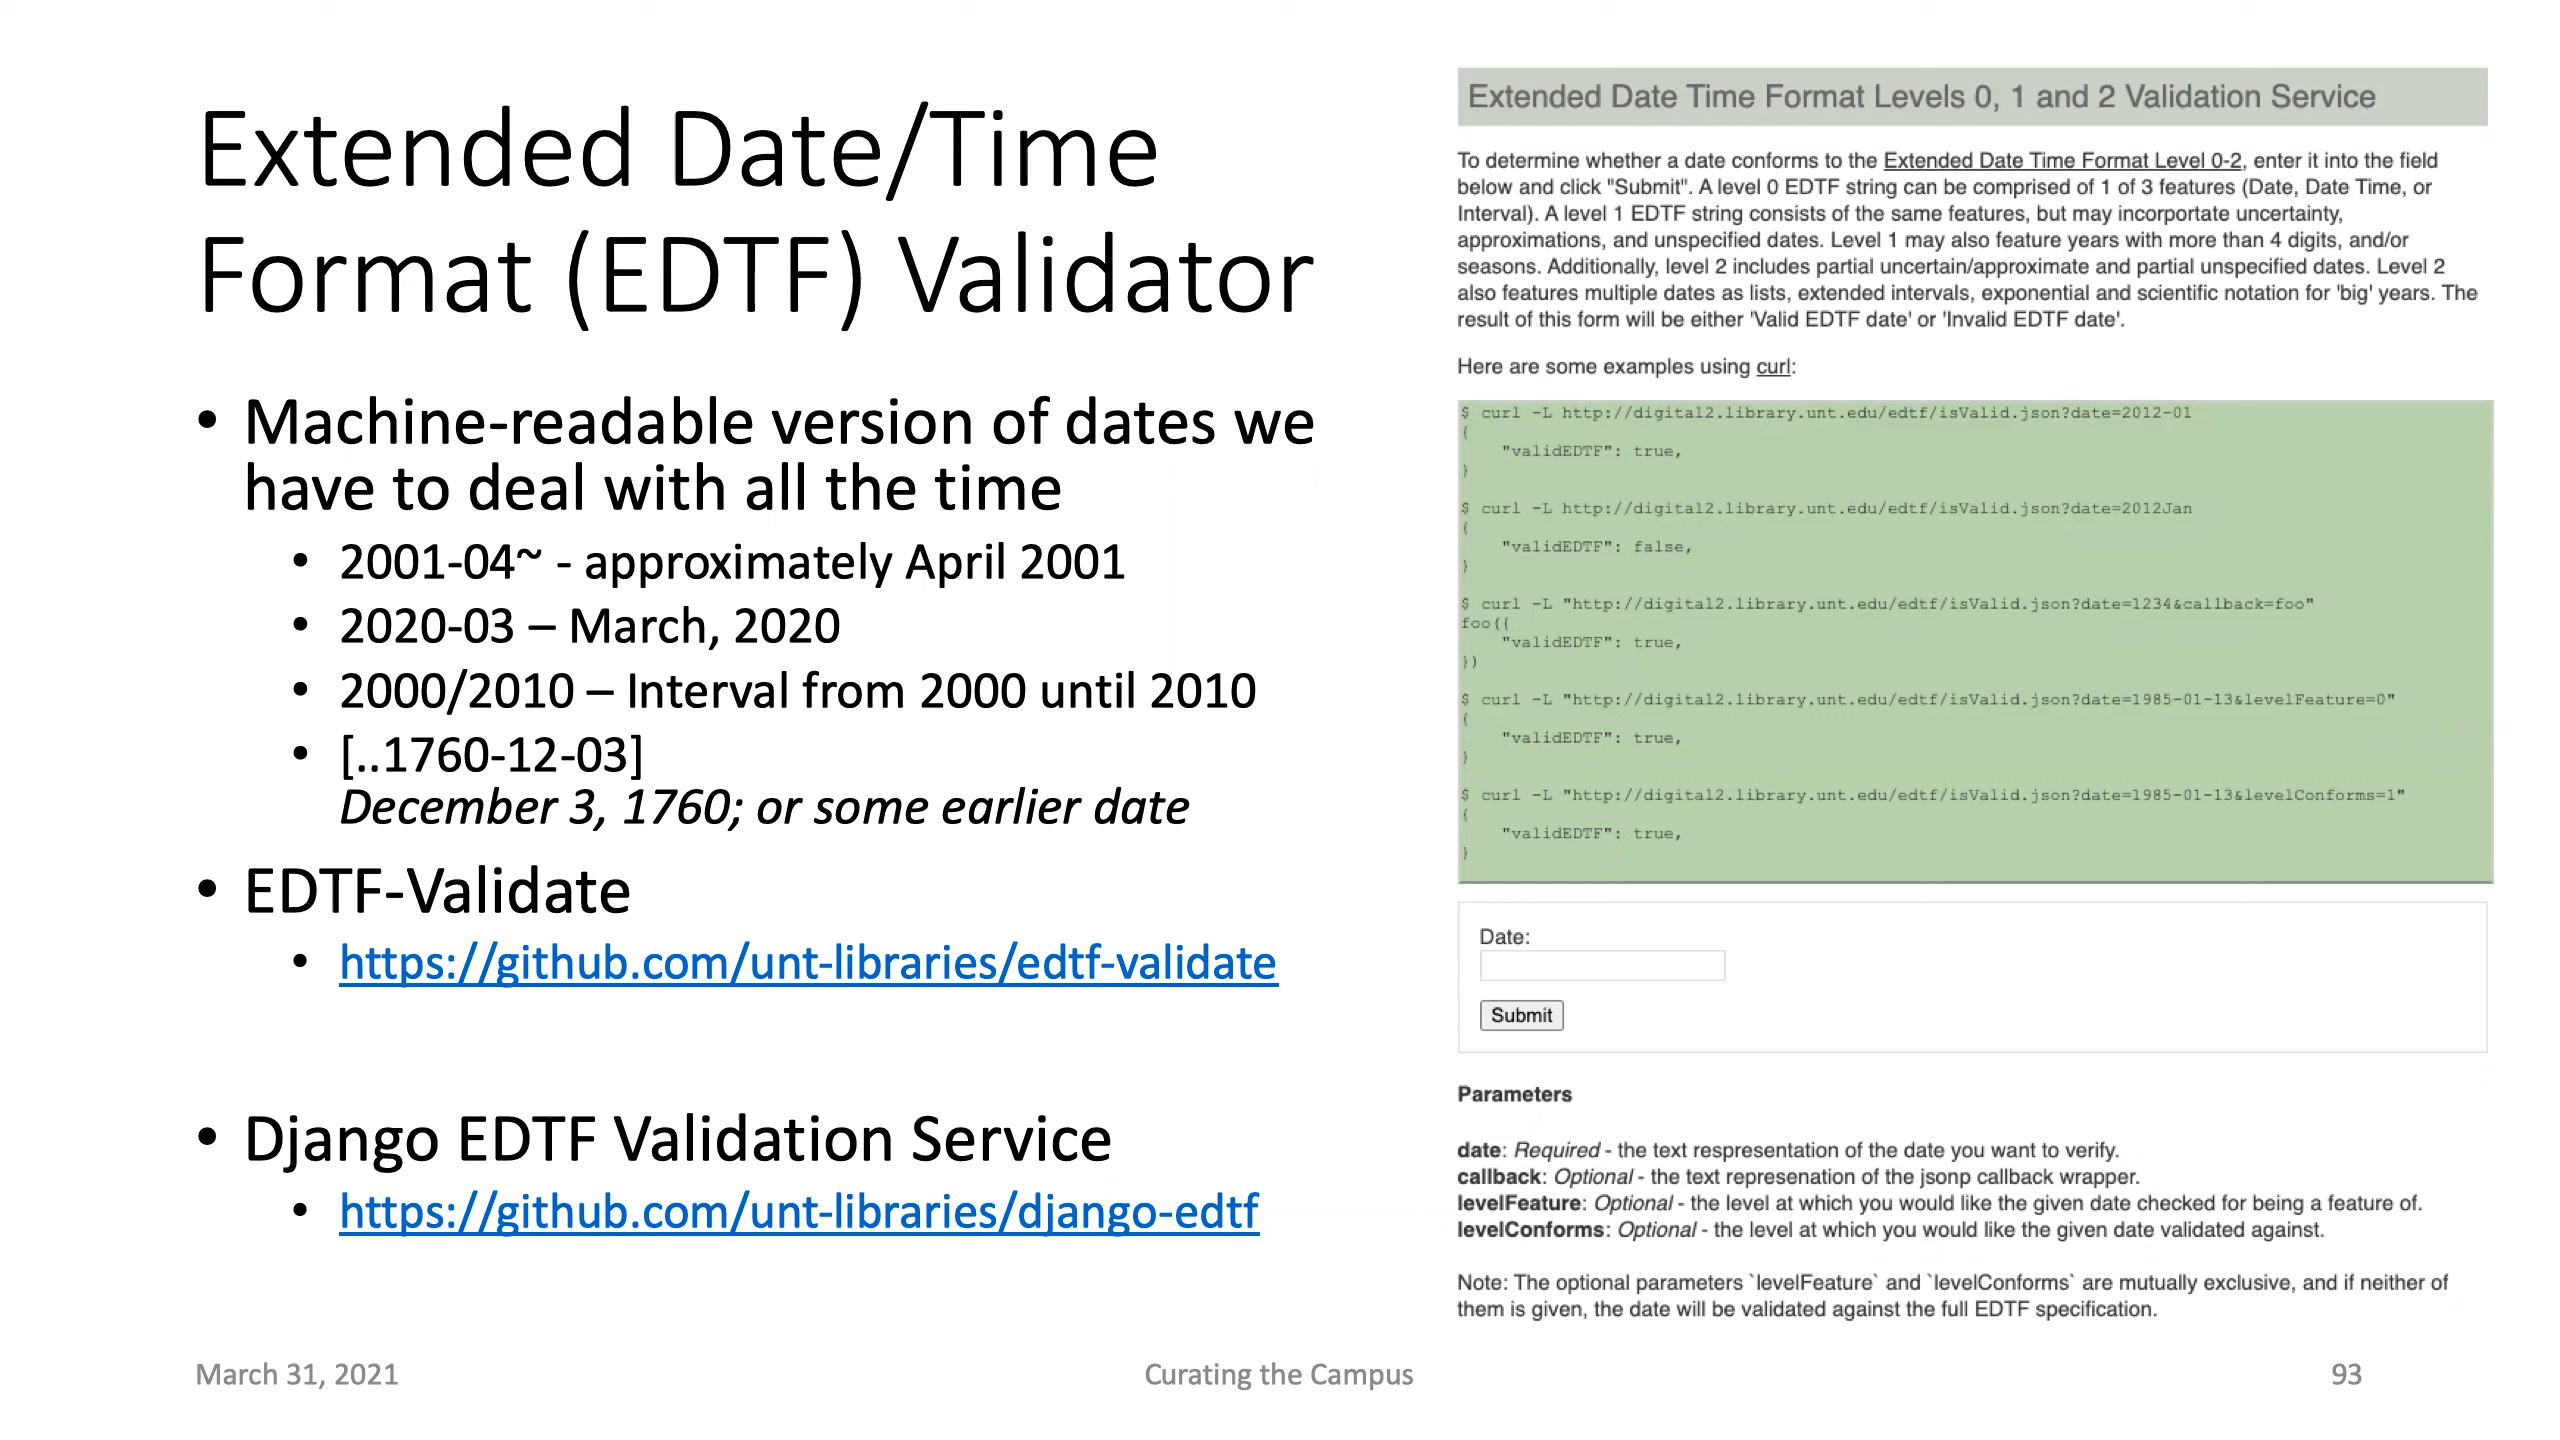 Extended Date/Time
Format (EDTF) Validator
• Machine-readable version of dates we
have to deal with all the time
• 2001-04~ - approximately April 2001
• 2020-03 – March, 2020
• 2000/2010 – Interval from 2000 until 2010
• [..1760-12-03]
December 3, 1760; or some earlier date
• EDTF-Validate
• https://github.com/unt-libraries/edtf-validate
• Django EDTF Validation Service
• https://github.com/unt-libraries/django-edtf
Extended Date Time Format Levels 0, 1 and 2 Validation Service
To determine whether a date conforms to the Extended Date Time Format Level 0-2, enter it into the field
below and click "Submit". A level 0 EDTF string can be comprised of 1 of 3 features (Date, Date Time, or
Interval). A level 1 EDTF string consists of the same features, but may incorportate uncertainty,
approximations, and unspecified dates. Level 1 may also feature years with more than 4 digits, and/or
seasons. Additionally, level 2 includes partial uncertain/approximate and partial unspecified dates. Level 2
also features multiple dates as lists, extended intervals, exponential and scientific notation for 'big' years. The
result of this form will be either 'Valid EDTF date' or 'Invalid EDTF date'.
Here are some examples using curl:
$ curl -L http://digital2.library.unt.edu/edtf/isValid.json?date=2012-01
{
"validEDTF": true,
}
$ curl -L http://digital2.library.unt.edu/edtf/isValid.json?date=2012Jan
{
"validEDTF": false,
}
$ curl -L "http://digital2.library.unt.edu/edtf/isValid.json?date=1234&callback=foo"
foo({
"validEDTF": true,
})
$ curl -L "http://digital2.library.unt.edu/edtf/isValid.json?date=1985-01-13&levelFeature=0"
{
"validEDTF": true,
}
$ curl -L "http://digital2.library.unt.edu/edtf/isValid.json?date=1985-01-13&levelConforms=1"
{
"validEDTF": true,
}
Date:
Submit
Parameters
date: Required - the text respresentation of the date you want to verify.
callback: Optional - the text represenation of the jsonp callback wrapper.
levelFeature: Optional - the level at which you would like the given date checked for being a feature of.
levelConforms: Optional - the level at which you would like the given date validated against.
Note: The optional parameters `levelFeature` and `levelConforms` are mutually exclusive, and if neither of
them is given, the date will be validated against the full EDTF specification.
March 31, 2021
Curating the Campus
93